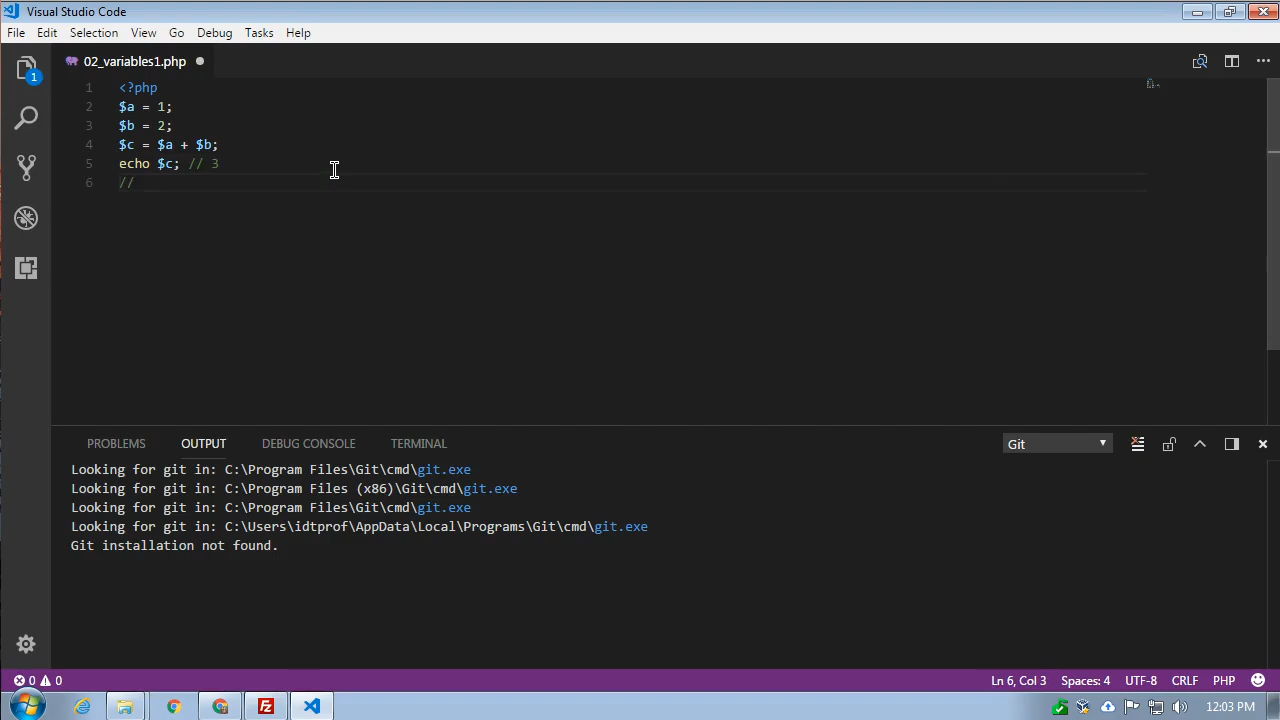 Visual Studio Code
File Edit Selection View Go Debug Tasks Help
02_variables1.php
1
1 <?php
2 $a = 1;
3 $b = 2;
4 $c = $a + $b;
5 echo $c; // 3
6 //
PROBLEMS OUTPUT DEBUG CONSOLE TERMINAL Git
Looking for git in: C:\Program Files\Git\cmd\git.exe
Looking for git in: C:\Program Files (x86)\Git\cmd\git.exe
Looking for git in: C:\Program Files\Git\cmd\git.exe
Looking for git in: C:\Users\idtprof\AppData\Local\Programs\Git\cmd\git.exe
Git installation not found.
0 0 Ln 6, Col 3 Spaces: 4 UTF-8 CRLF PHP
Fz 12:03 PM